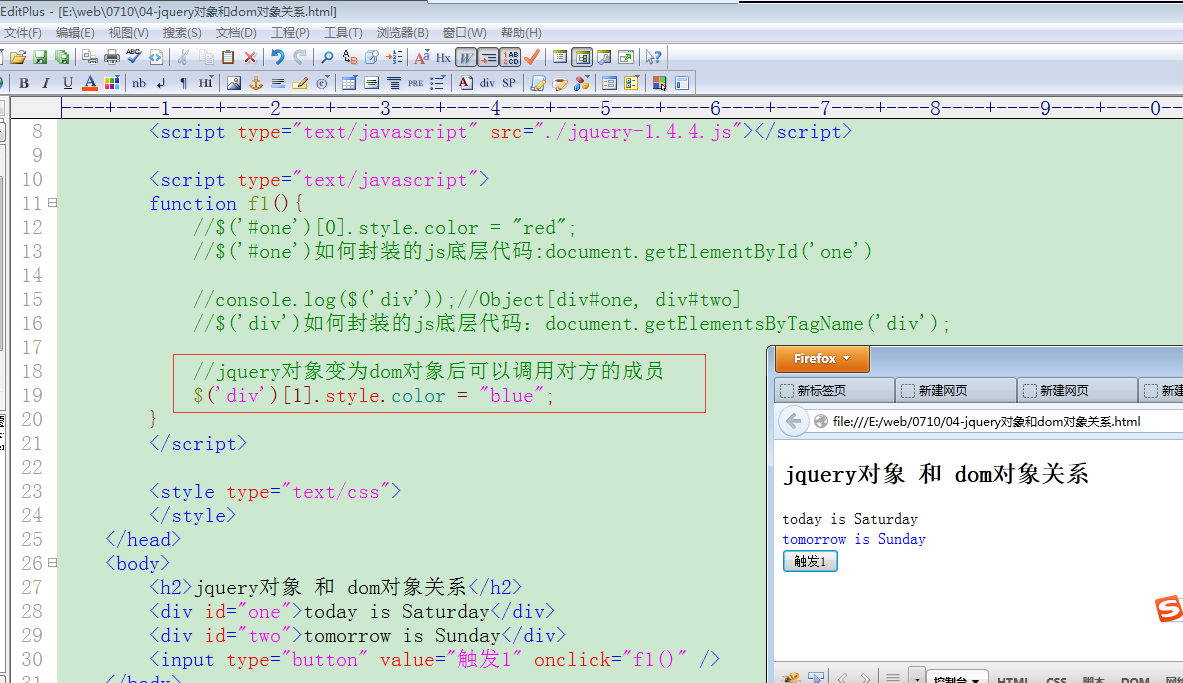 EditPlus - [E:\web\0710\04-jquery对象和dom对象关系.html]
文件(F) 编辑(E) 视图(V) 搜索(S) 文档(D) 工程(P) 工具(T) 浏览器(B) 窗口(W) 帮助(H)
B I U A nb HI PRE A div SP
----+----1----+----2----+----3----+----4----+----5----+----6----+----7----+----8----+----9----+----0--
8 <script type="text/javascript" src="./jquery-1.4.4.js"></script>
9
10 <script type="text/javascript">
11 function f1(){
12 //$('#one')[0].style.color = "red";
13 //$('#one')如何封装的js底层代码:document.getElementById('one')
14
15 //console.log($('div'));//Object[div#one, div#two]
16 //$('div')如何封装的js底层代码: document.getElementsByTagName('div');
17
18 //jquery对象变为dom对象后可以调用对方的成员
19 $('div')[1].style.color = "blue";
20 }
21 </script>
22
23 <style type="text/css">
24 </style>
25 </head>
26 <body>
27 <h2>jquery对象 和 dom对象关系</h2>
28 <div id="one">today is Saturday</div>
29 <div id="two">tomorrow is Sunday</div>
30 <input type="button" value="触发1" onclick="f1()" />
31 </body>
Firefox
新标签页 新建网页 新建网页 新建
file:///E:/web/0710/04-jquery对象和dom对象关系.html
jquery对象 和 dom对象关系
today is Saturday
tomorrow is Sunday
触发1
S
控制台 HTML CSS 脚本 DOM